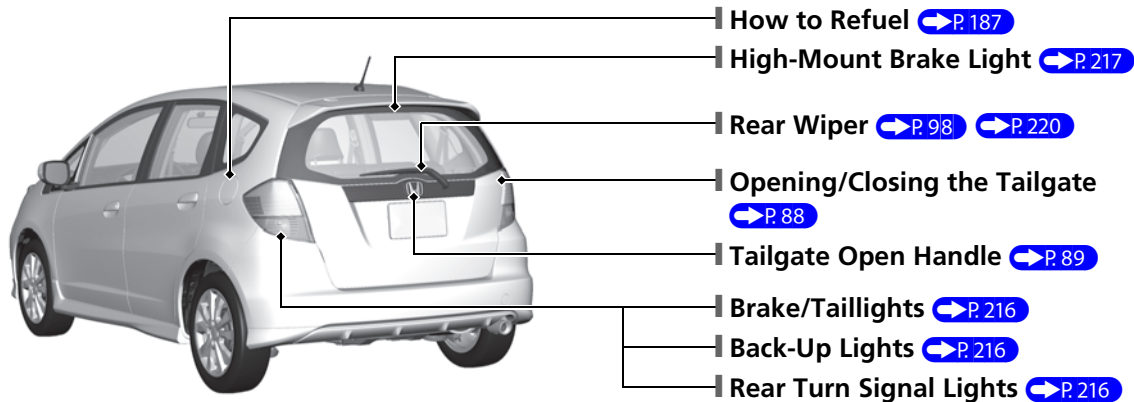 How to Refuel P. 187
High-Mount Brake Light P. 217
Rear Wiper P. 98 P. 220
Opening/Closing the Tailgate
P. 88
Tailgate Open Handle P. 89
Brake/Taillights P. 216
Back-Up Lights P. 216
Rear Turn Signal Lights P. 216